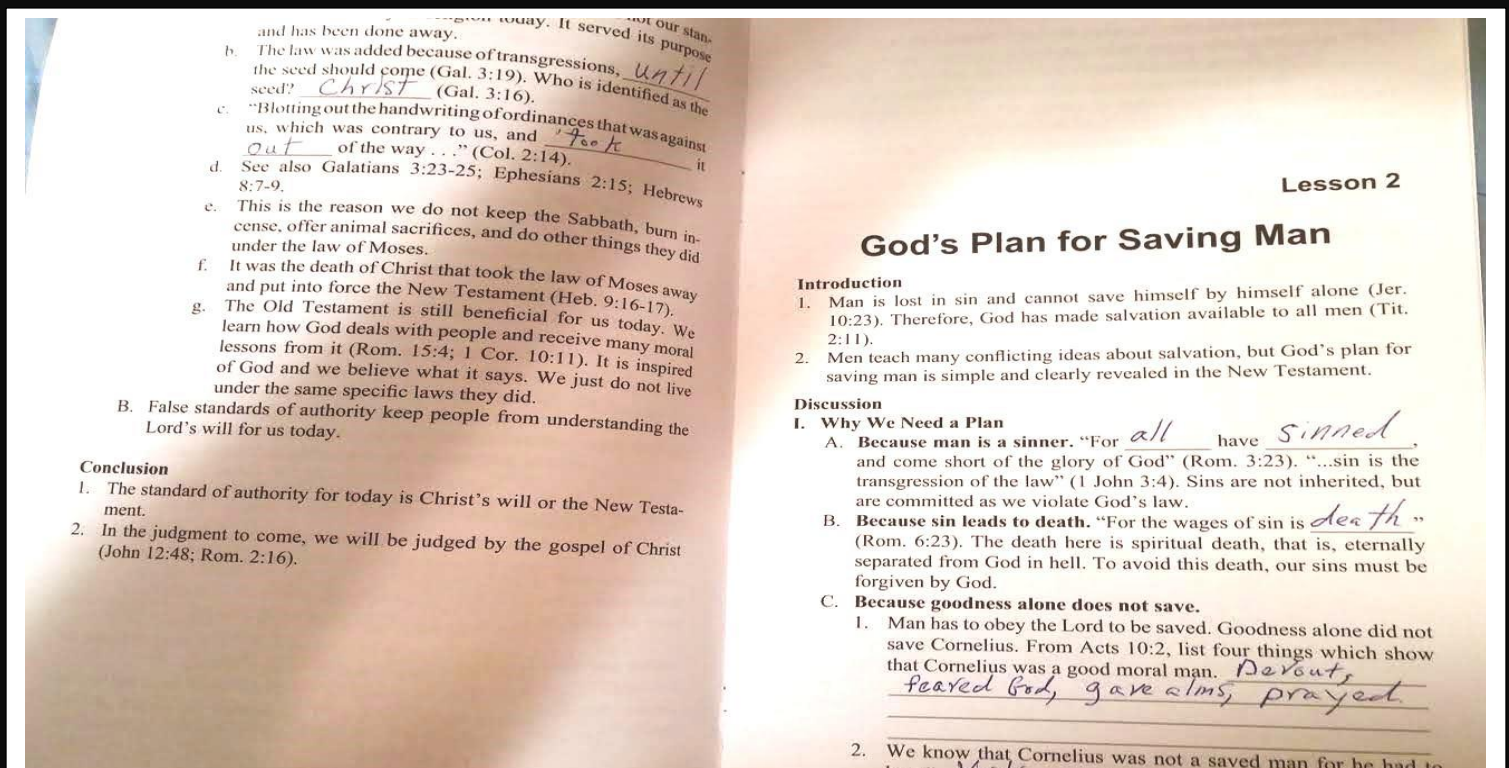 today. It served its purpose
and has been done away.
b. The law was added because of transgressions, until
the seed should come (Gal. 3:19). Who is identified as the
seed? Christ (Gal. 3:16).
c. "Blotting out the handwriting of ordinances that was against
us, which was contrary to us, and took it
out of the way . . ." (Col. 2:14).
d. See also Galatians 3:23-25; Ephesians 2:15; Hebrews
8:7-9.
e. This is the reason we do not keep the Sabbath, burn in-
cense, offer animal sacrifices, and do other things they did
under the law of Moses.
f. It was the death of Christ that took the law of Moses away
and put into force the New Testament (Heb. 9:16-17).
g. The Old Testament is still beneficial for us today. We
learn how God deals with people and receive many moral
lessons from it (Rom. 15:4; 1 Cor. 10:11). It is inspired
of God and we believe what it says. We just do not live
under the same specific laws they did.
B. False standards of authority keep people from understanding the
Lord's will for us today.
Conclusion
1. The standard of authority for today is Christ's will or the New Testa-
ment.
2. In the judgment to come, we will be judged by the gospel of Christ
(John 12:48; Rom. 2:16).
Lesson 2
God's Plan for Saving Man
Introduction
1. Man is lost in sin and cannot save himself by himself alone (Jer.
10:23). Therefore, God has made salvation available to all men (Tit.
2:11).
2. Men teach many conflicting ideas about salvation, but God's plan for
saving man is simple and clearly revealed in the New Testament.
Discussion
I. Why We Need a Plan
A. Because man is a sinner. "For all have sinned,
and come short of the glory of God" (Rom. 3:23). "...sin is the
transgression of the law" (1 John 3:4). Sins are not inherited, but
are committed as we violate God's law.
B. Because sin leads to death. "For the wages of sin is death"
(Rom. 6:23). The death here is spiritual death, that is, eternally
separated from God in hell. To avoid this death, our sins must be
forgiven by God.
C. Because goodness alone does not save.
1. Man has to obey the Lord to be saved. Goodness alone did not
save Cornelius. From Acts 10:2, list four things which show
that Cornelius was a good moral man. Devout,
feared God, gave alms, prayed.
2. We know that Cornelius was not a saved man for he had to